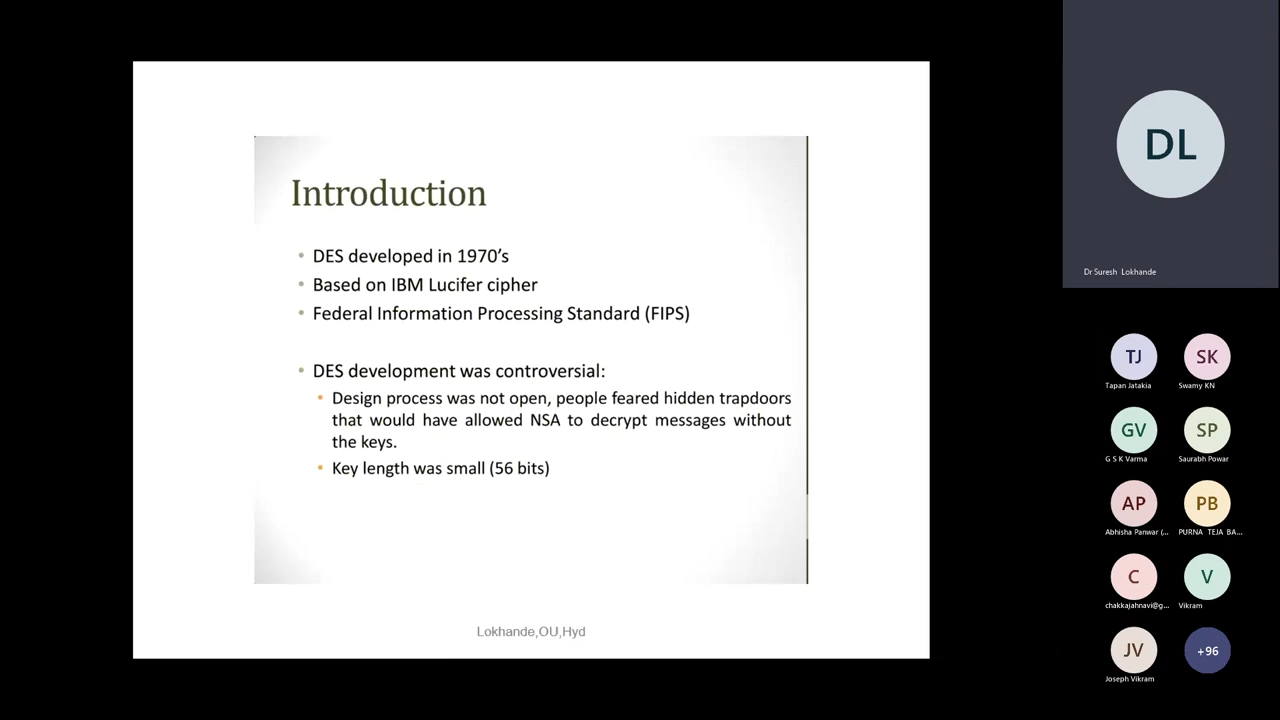 Introduction
• DES developed in 1970's
• Based on IBM Lucifer cipher
• Federal Information Processing Standard (FIPS)
• DES development was controversial:
• Design process was not open, people feared hidden trapdoors
that would have allowed NSA to decrypt messages without
the keys.
• Key length was small (56 bits)
Lokhande,OU,Hyd
DL
Dr Suresh Lokhande
TJ
Tapan Jatakia
SK
Swamy KN
GV
G S K Varma
SP
Saurabh Powar
AP
Abhisha Panwar (...
PB
PURNA TEJA BA...
C
chakkajahnavi@g...
V
Vikram
JV
Joseph Vikram
+96